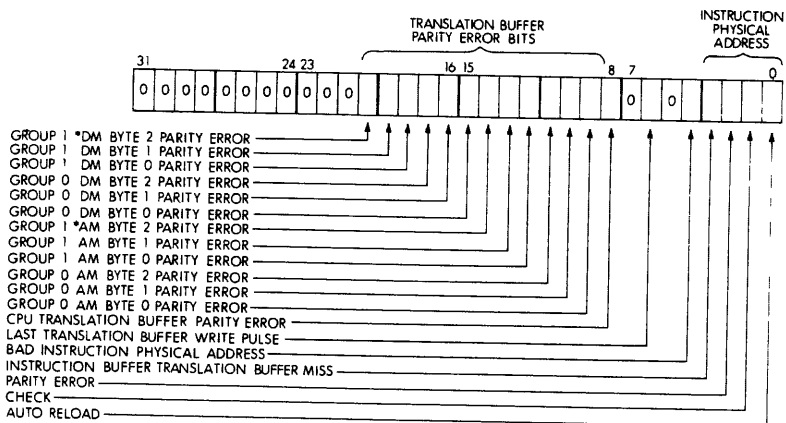 TRANSLATION BUFFER
PARITY ERROR BITS
INSTRUCTION
PHYSICAL
ADDRESS
31 24 23 16 15 8 7 0
0 0 0 0 0 0 0 0 0 0 0 0 0 0
GROUP 1 *DM BYTE 2 PARITY ERROR
GROUP 1 DM BYTE 1 PARITY ERROR
GROUP 1 DM BYTE 0 PARITY ERROR
GROUP 0 DM BYTE 2 PARITY ERROR
GROUP 0 DM BYTE 1 PARITY ERROR
GROUP 0 DM BYTE 0 PARITY ERROR
GROUP 1 *AM BYTE 2 PARITY ERROR
GROUP 1 AM BYTE 1 PARITY ERROR
GROUP 1 AM BYTE 0 PARITY ERROR
GROUP 0 AM BYTE 2 PARITY ERROR
GROUP 0 AM BYTE 1 PARITY ERROR
GROUP 0 AM BYTE 0 PARITY ERROR
CPU TRANSLATION BUFFER PARITY ERROR
LAST TRANSLATION BUFFER WRITE PULSE
BAD INSTRUCTION PHYSICAL ADDRESS
INSTRUCTION BUFFER TRANSLATION BUFFER MISS
PARITY ERROR
CHECK
AUTO RELOAD